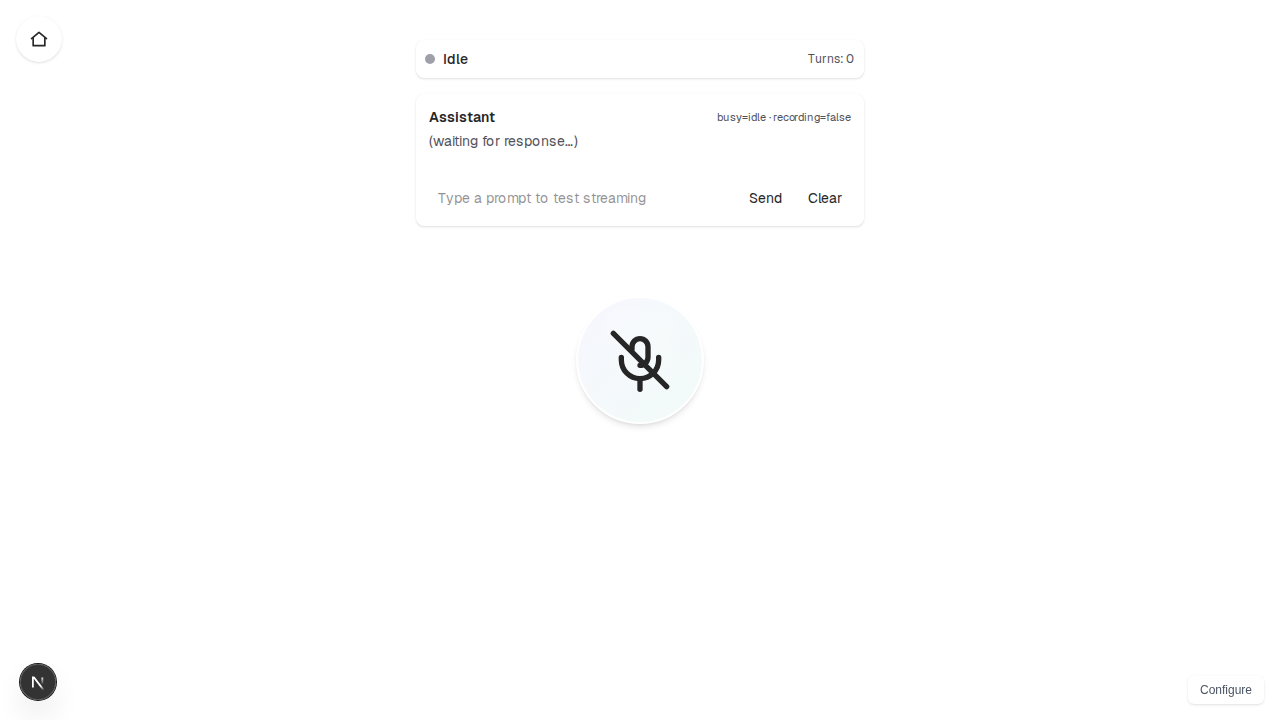 Idle
Turns: 0
Assistant
busy=idle · recording=false
(waiting for response…)
Type a prompt to test streaming
Send
Clear
N
Configure